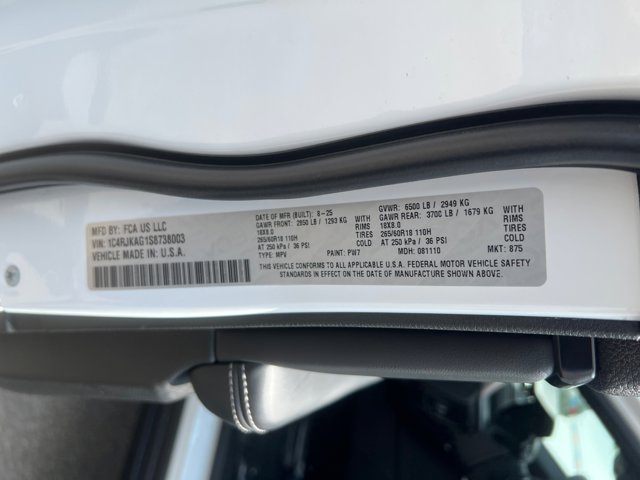 MFD BY: FCA US LLC
VIN: 1C4RJKAG1S8738003
VEHICLE MADE IN: U.S.A.
DATE OF MFR (BUILT): 8-25
GAWR FRONT: 2850 LB / 1293 KG
18X8.0
265/60R18 110H
AT 250 kPa / 36 PSI
TYPE: MPV
WITH
RIMS
TIRES
COLD
PAINT: PW7
GVWR: 6500 LB / 2949 KG
GAWR REAR: 3700 LB / 1679 KG
18X8.0
265/60R18 110H
AT 250 kPa / 36 PSI
MDH: 081110
WITH
RIMS
TIRES
COLD
MKT: 875
THIS VEHICLE CONFORMS TO ALL APPLICABLE U.S.A. FEDERAL MOTOR VEHICLE SAFETY
STANDARDS IN EFFECT ON THE DATE OF MANUFACTURE SHOWN ABOVE.